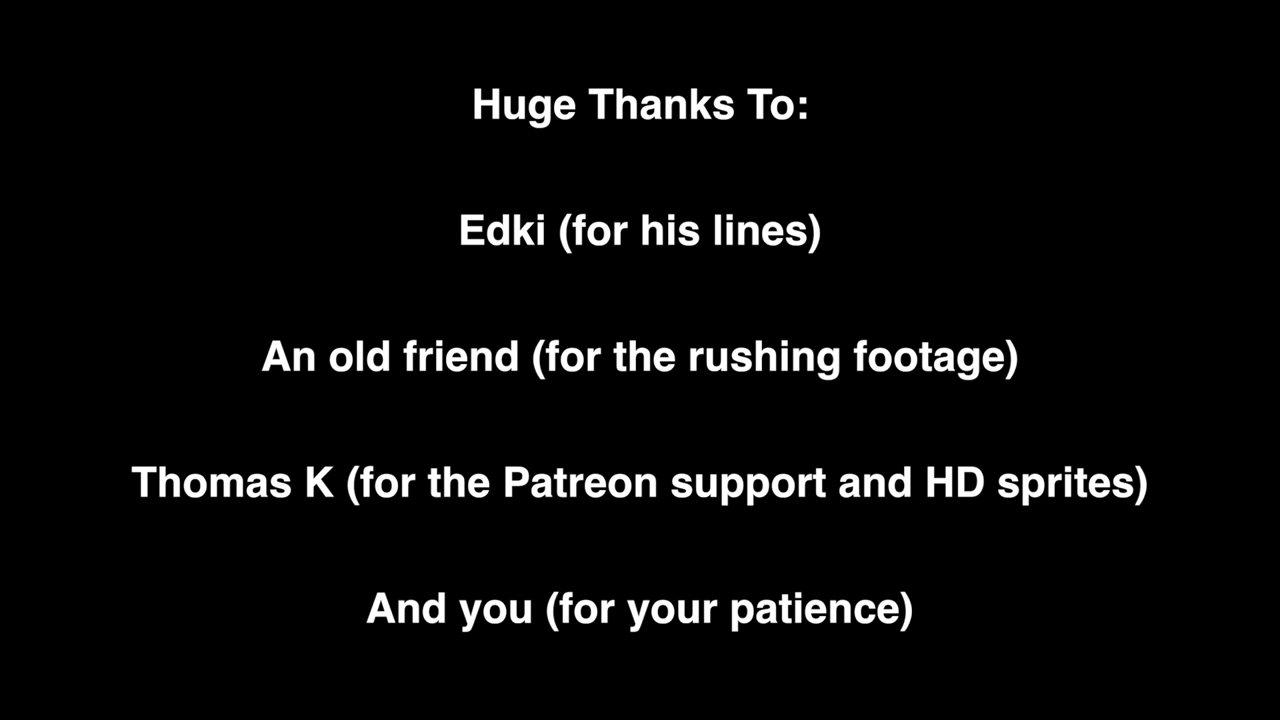 Huge Thanks To:
Edki (for his lines)
An old friend (for the rushing footage)
Thomas K (for the Patreon support and HD sprites)
And you (for your patience)